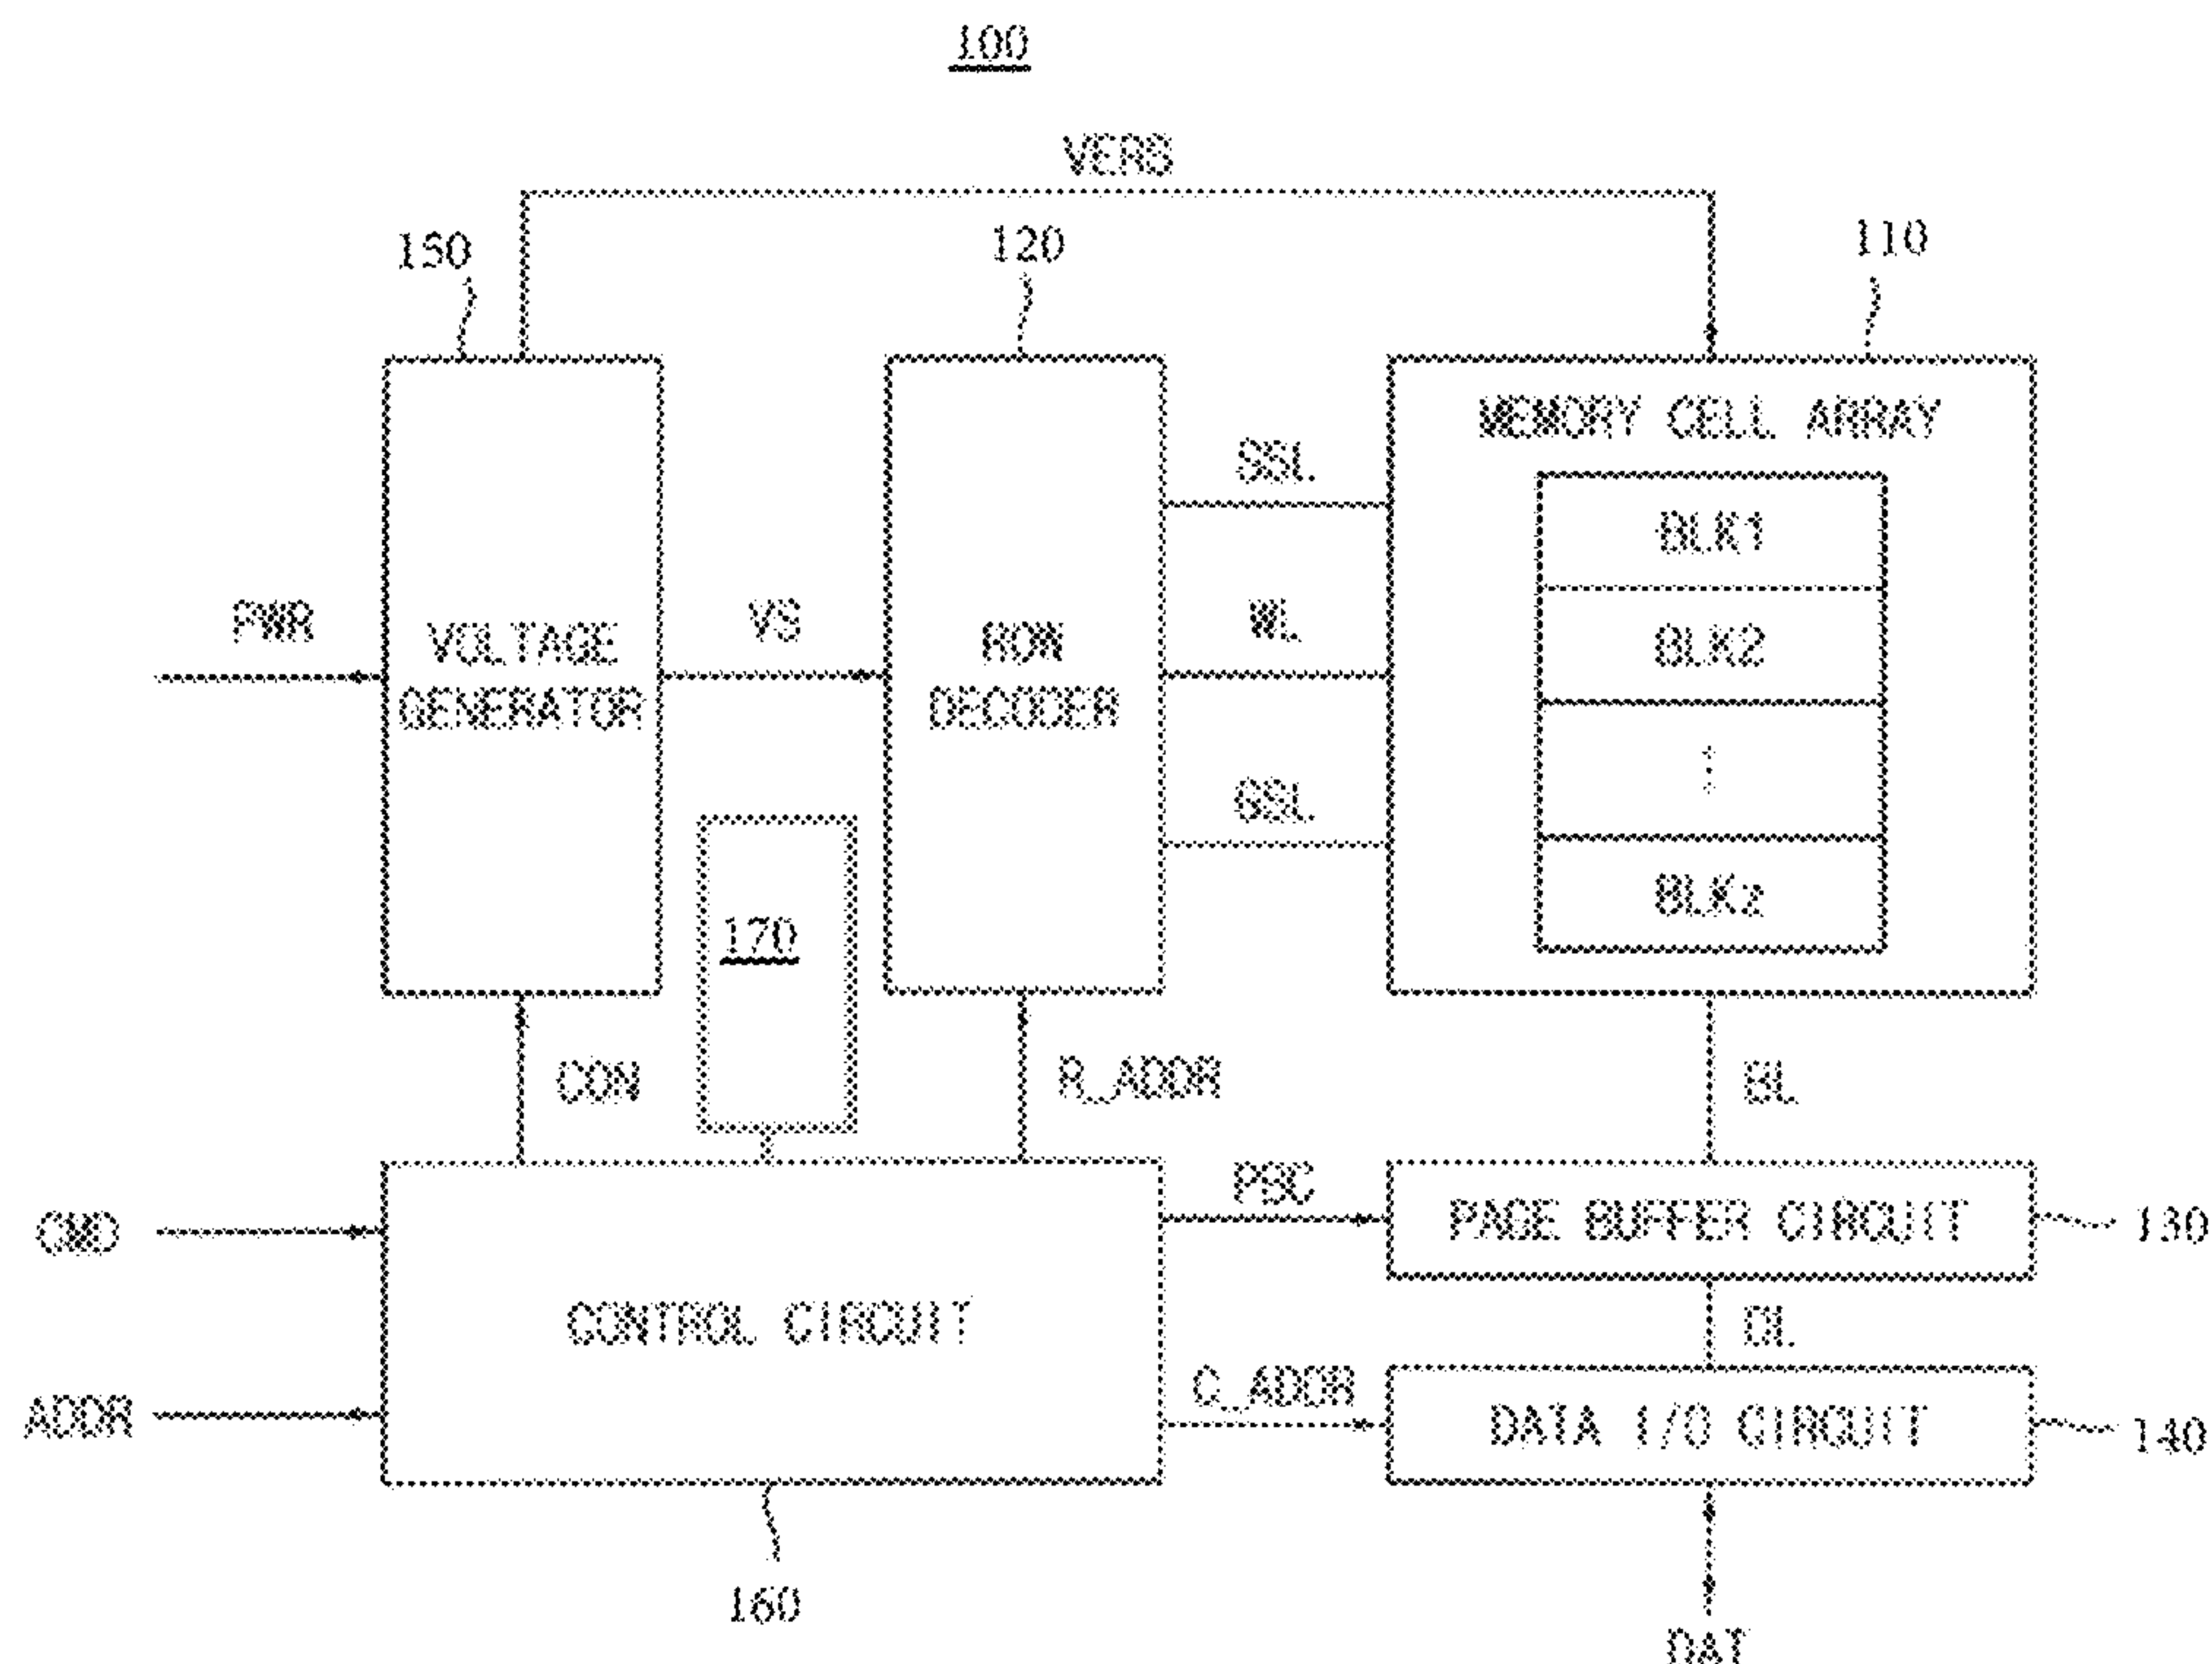 100
VERS
150
120
110
MEMORY CELL ARRAY
SSL
BLK1
PWR
VOLTAGE
GENERATOR
VS
ROW
DECODER
WL
BLK2
GSL
BLKz
170
CON
R_ADDR
BL
CMD
PBC
PAGE BUFFER CIRCUIT
130
CONTROL CIRCUIT
DL
ADDR
C_ADDR
DATA I/O CIRCUIT
140
160
DAT